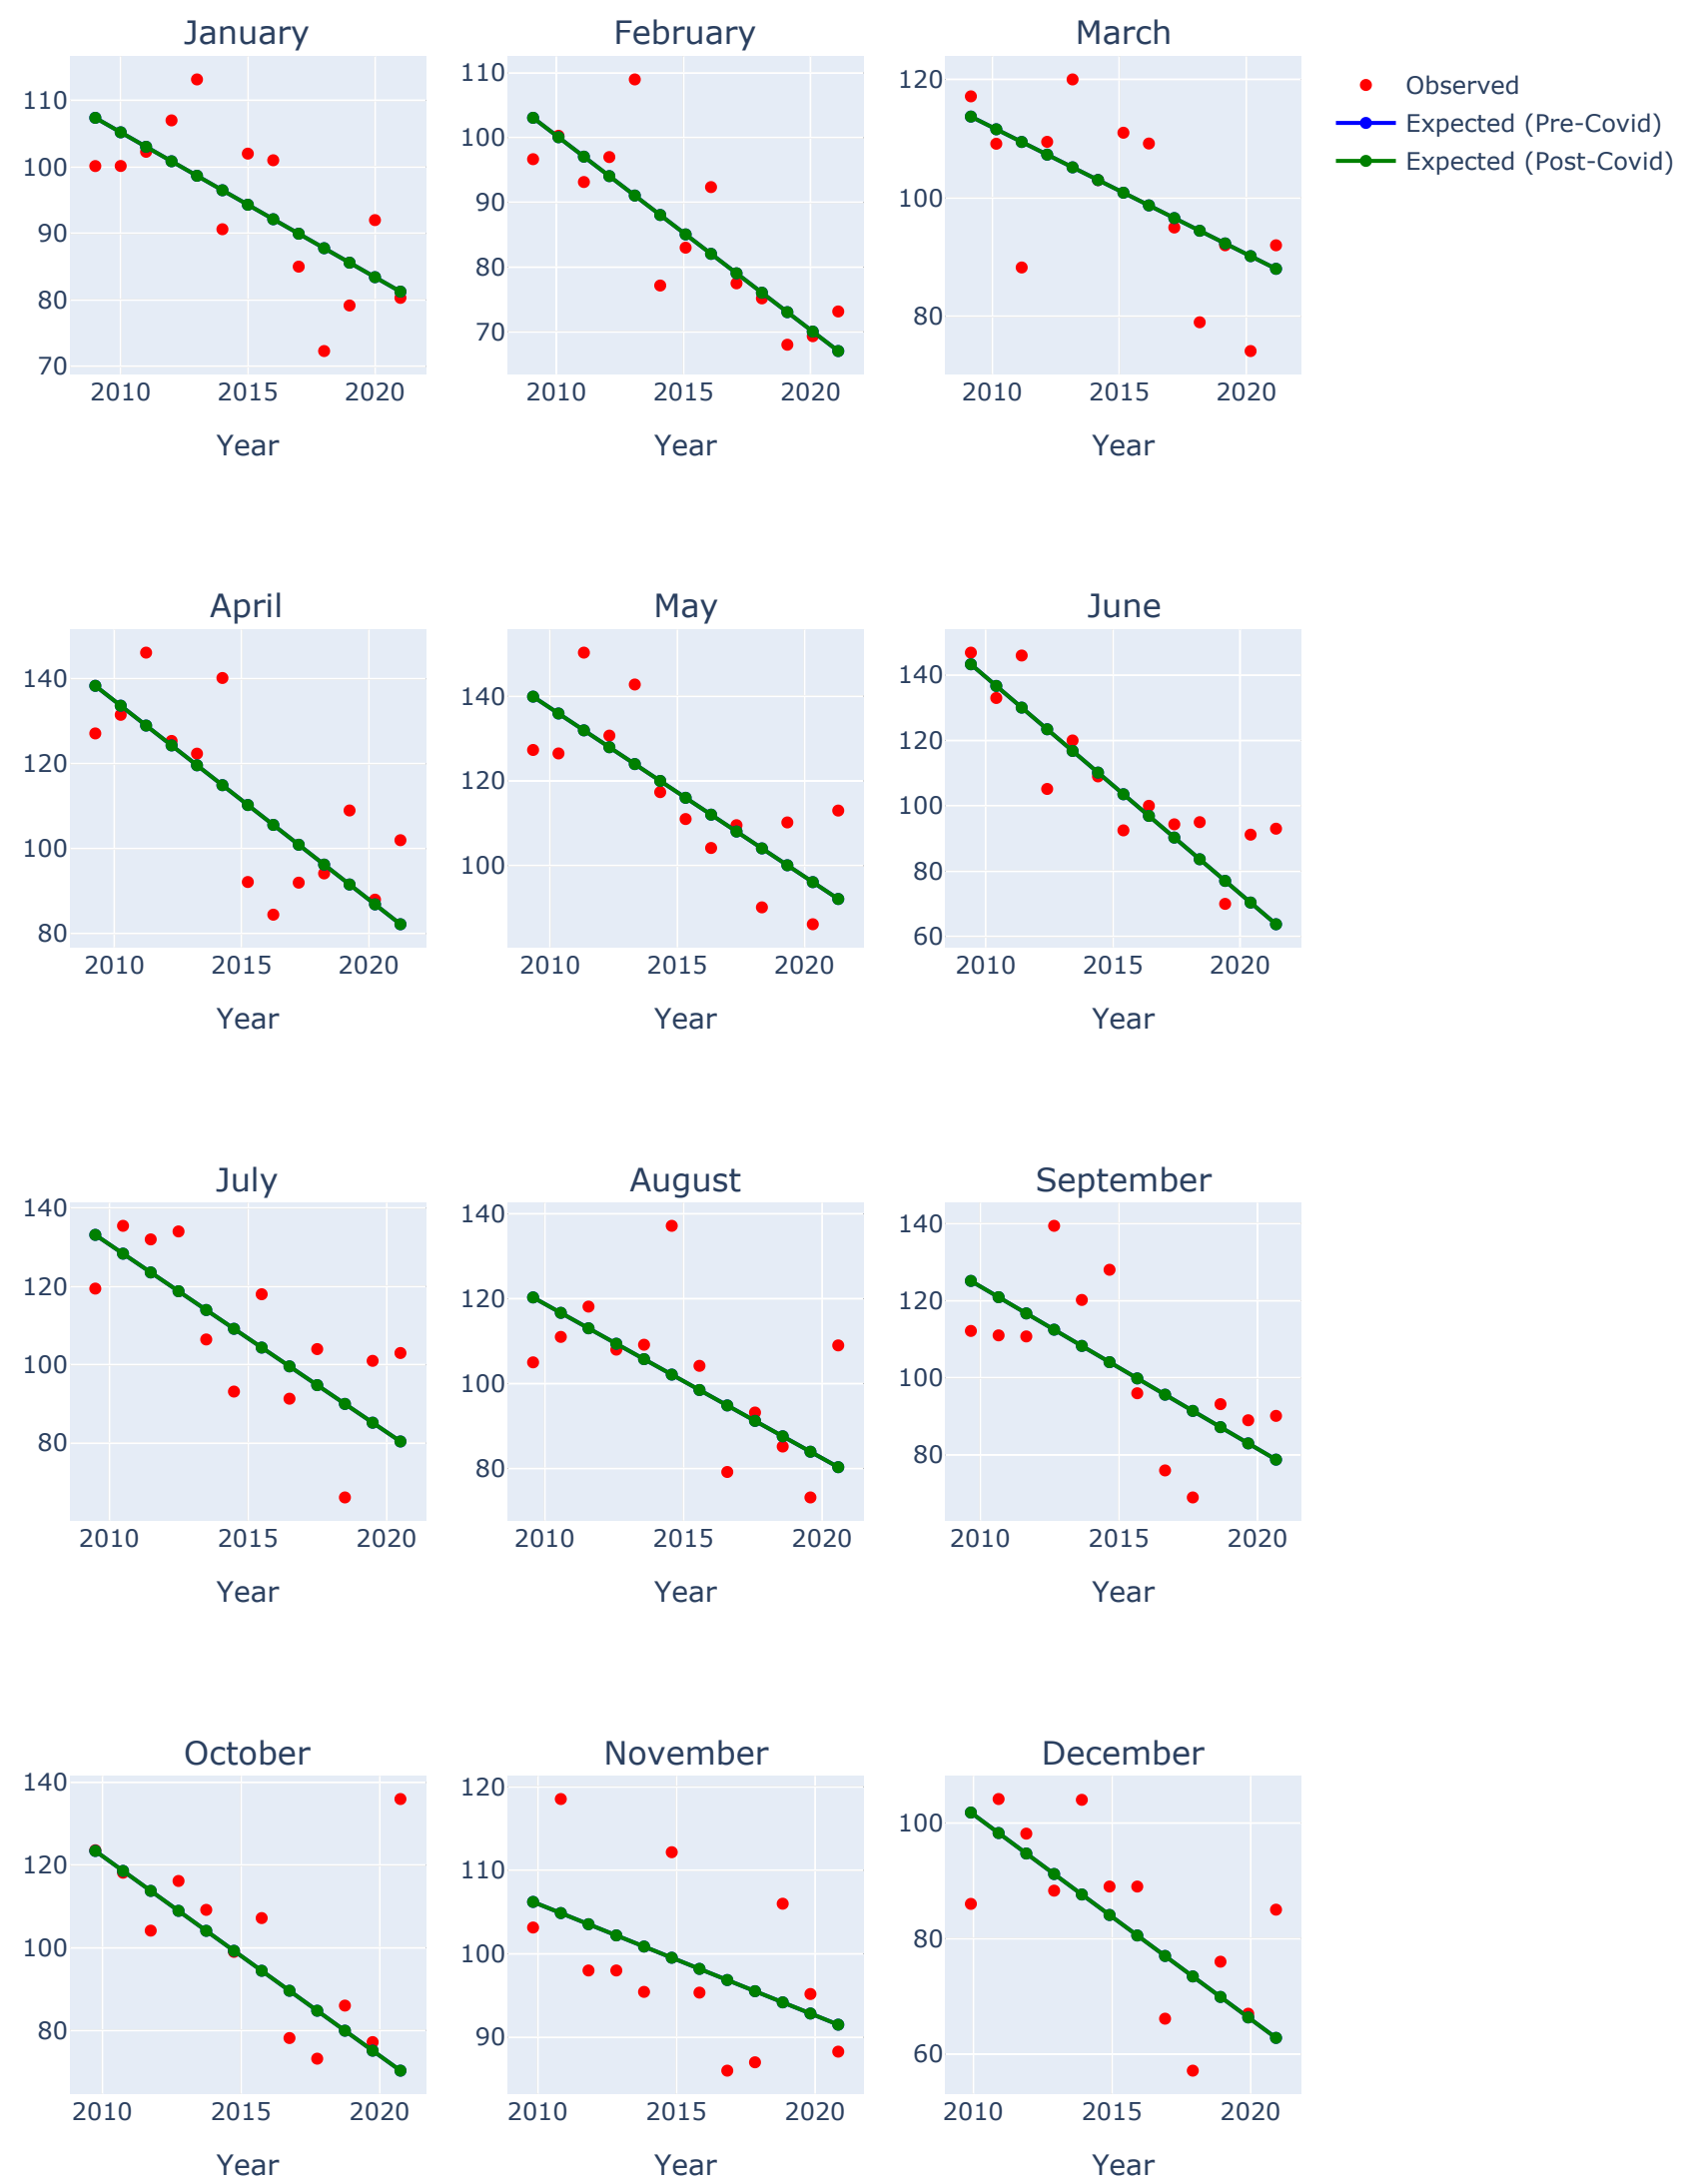 January February March
110 110 120
100 100 100
90 90 80
80 80
70 70
2010 2015 2020 2010 2015 2020 2010 2015 2020
Year Year Year
Observed
Expected (Pre-Covid)
Expected (Post-Covid)
April May June
140 140 140
120 120 120
100 100 100
80 80
60
2010 2015 2020 2010 2015 2020 2010 2015 2020
Year Year Year
July August September
140 140 140
120 120 120
100 100 100
80 80 80
2010 2015 2020 2010 2015 2020 2010 2015 2020
Year Year Year
October November December
140 120 100
120 110 80
100 100 60
80 90
2010 2015 2020 2010 2015 2020 2010 2015 2020
Year Year Year